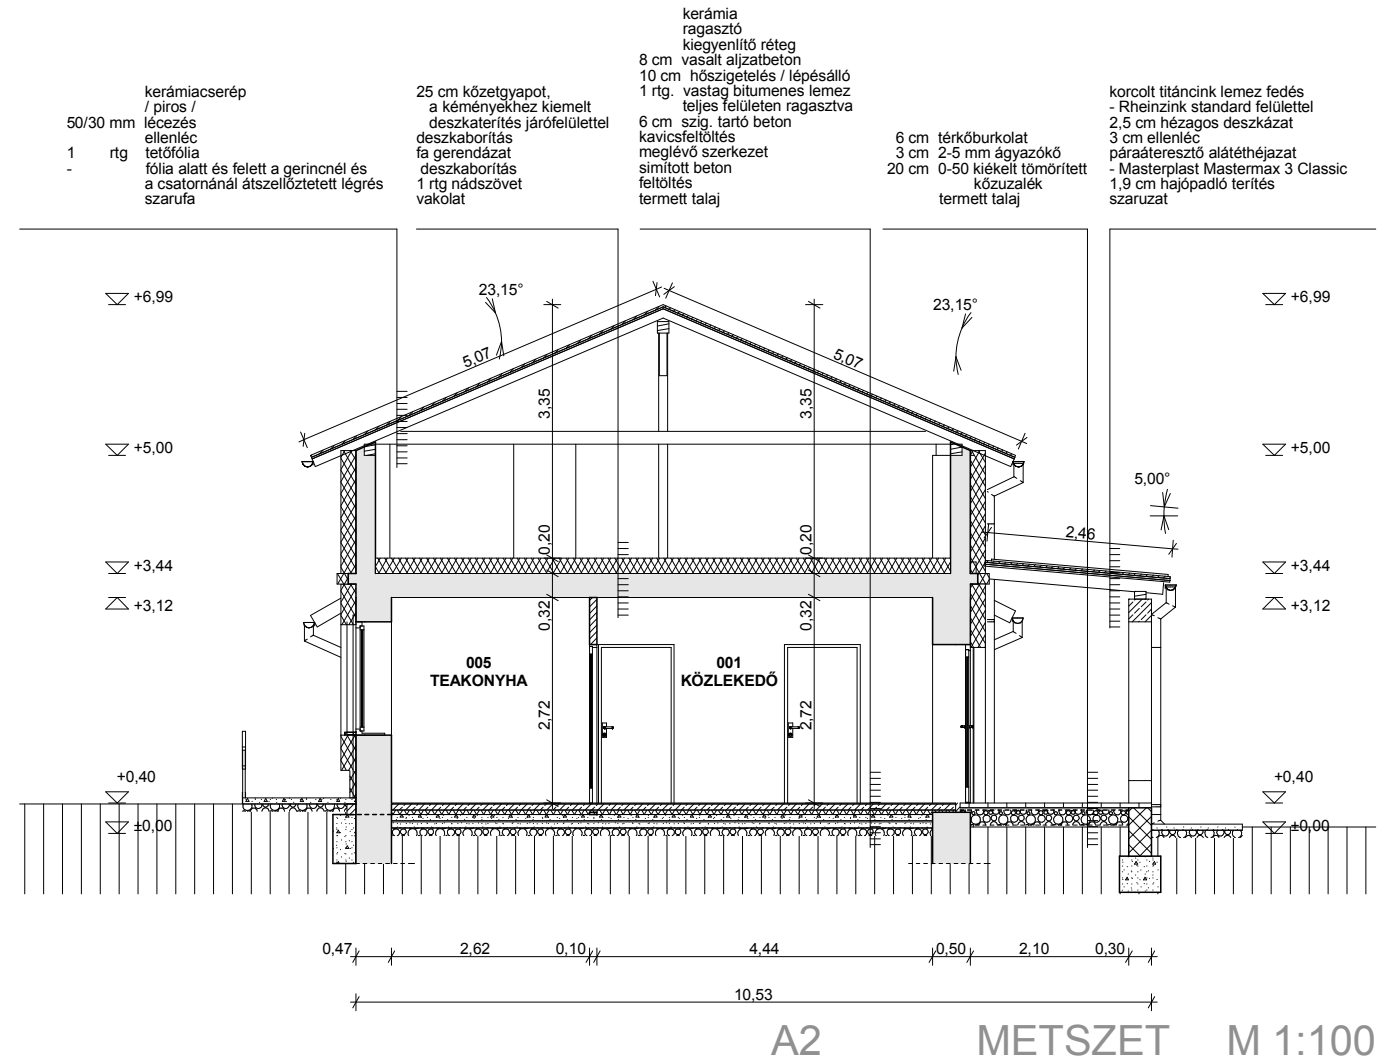 kerámiacserép
/ piros /
50/30 mm lécezés
ellenléc
1 rtg tetőfólia
- fólia alatt és felett a gerincnél és
a csatornánál átszellőztetett légrés
szarufa
25 cm kőzetgyapot,
a kéményekhez kiemelt
deszkaterítés járófelülettel
deszkaborítás
fa gerendázat
deszkaborítás
1 rtg nádszövet
vakolat
kerámia
ragasztó
kiegyenlítő réteg
8 cm vasalt aljzatbeton
10 cm hőszigetelés / lépésálló
1 rtg. vastag bitumenes lemez
teljes felületen ragasztva
6 cm szig. tartó beton
kavicsfeltöltés
meglévő szerkezet
simított beton
feltöltés
termett talaj
6 cm térkőburkolat
3 cm 2-5 mm ágyazókő
20 cm 0-50 kiékelt tömörített
kőzuzalék
termett talaj
korcolt titáncink lemez fedés
- Rheinzink standard felülettel
2,5 cm hézagos deszkázat
3 cm ellenléc
páraáteresztő alátéthéjazat
- Masterplast Mastermax 3 Classic
1,9 cm hajópadló terítés
szaruzat
+6,99
23,15°
23,15°
+6,99
5,07
5,07
3,35
3,35
+5,00
+5,00
5,00°
2,46
0,20
0,20
+3,44
+3,44
+3,12
0,32
0,32
+3,12
005
TEAKONYHA
001
KÖZLEKEDŐ
2,72
2,72
+0,40
+0,40
±0,00
±0,00
0,47 2,62 0,10 4,44 0,50 2,10 0,30
10,53
A2 METSZET M 1:100